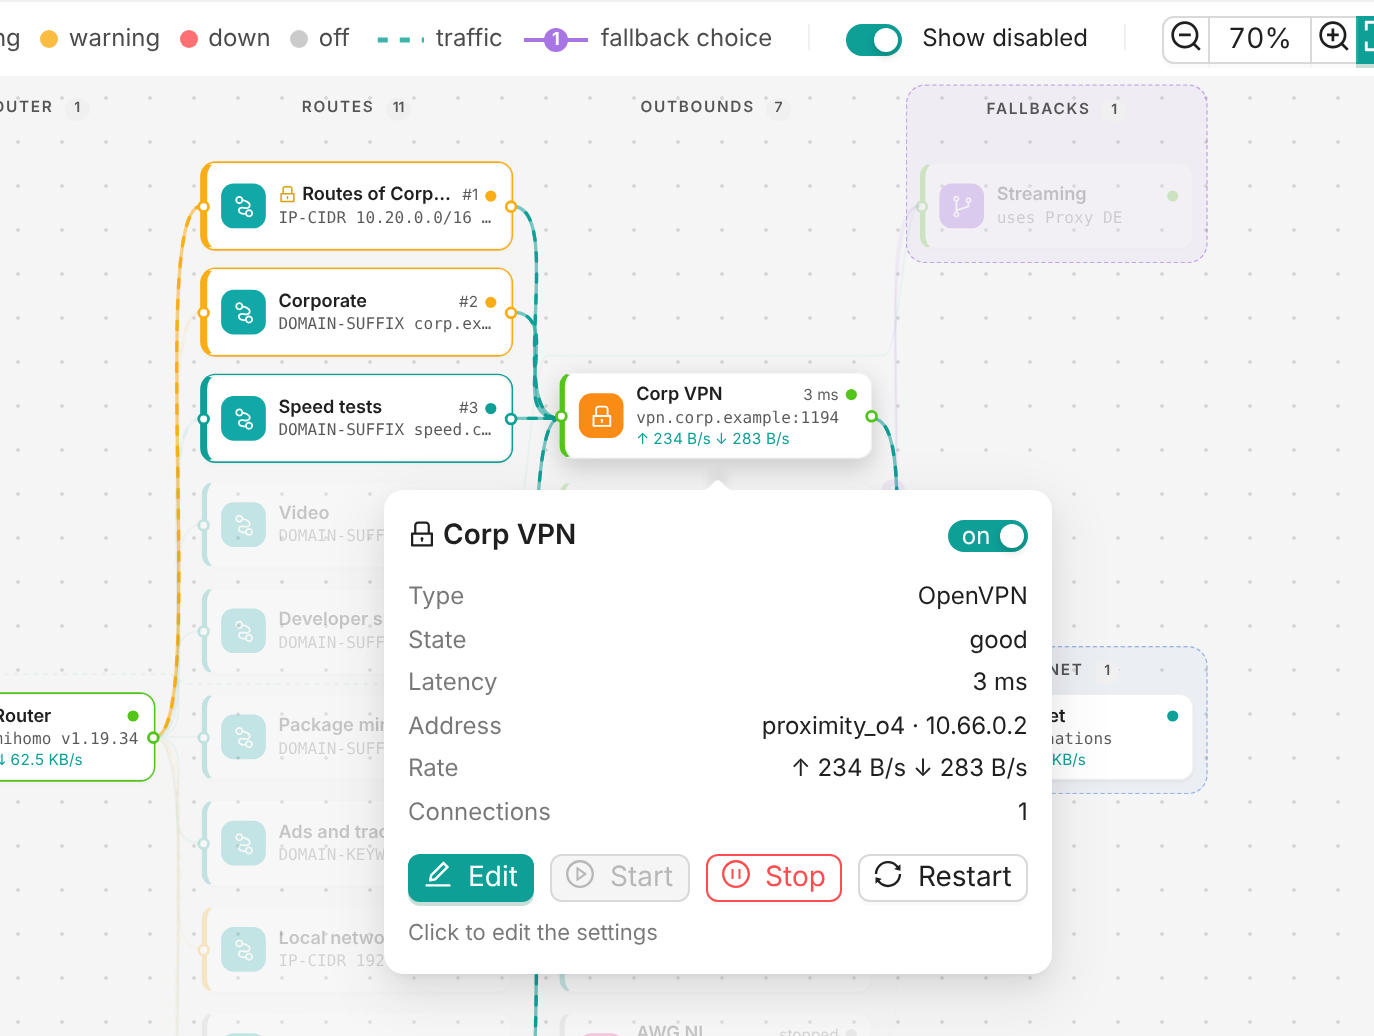 ng warning down off traffic 1 fallback choice Show disabled 70%
OUTER 1
ROUTES 11
OUTBOUNDS 7
FALLBACKS 1
Routes of Corp... #1
IP-CIDR 10.20.0.0/16 …
Streaming
uses Proxy DE
Corporate #2
DOMAIN-SUFFIX corp.ex…
Speed tests #3
DOMAIN-SUFFIX speed.c…
Corp VPN 3 ms
vpn.corp.example:1194
↑ 234 B/s ↓ 283 B/s
Video
DOMAIN-SUFF
Developer s
DOMAIN-SUFF
Package mi
DOMAIN-SUFF
Ads and trac
DOMAIN-KEYW
Local netwo
IP-CIDR 192
Router
mihomo v1.19.34
↓ 62.5 KB/s
Corp VPN on
Type OpenVPN
State good
Latency 3 ms
Address proximity_o4 · 10.66.0.2
Rate ↑ 234 B/s ↓ 283 B/s
Connections 1
Edit Start Stop Restart
Click to edit the settings
NET 1
et
nations
KB/s
AWG NL stopped